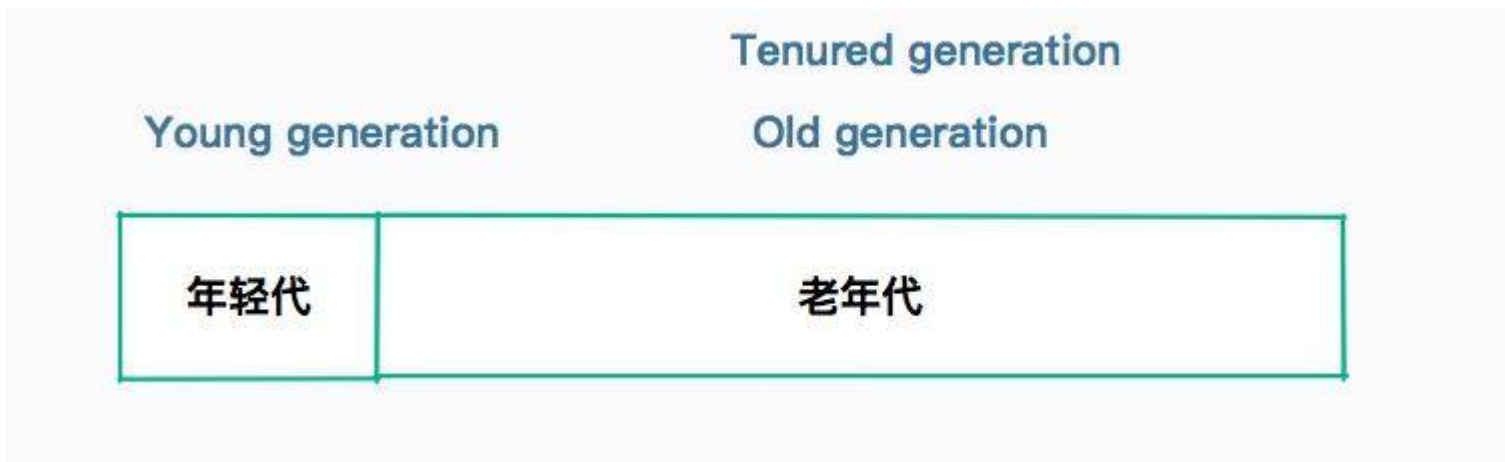 Tenured generation
Young generation
Old generation
年轻代
老年代